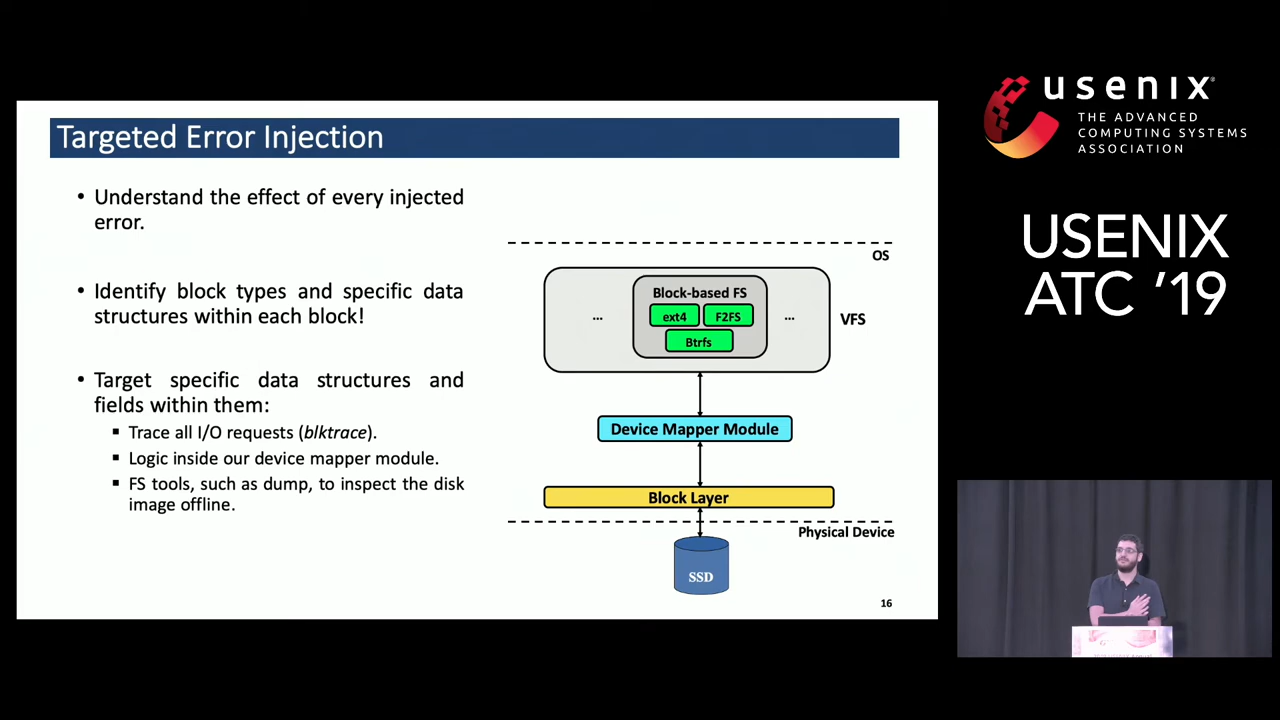 Targeted Error Injection
• Understand the effect of every injected
error.
• Identify block types and specific data
structures within each block!
• Target specific data structures and
fields within them:
▪ Trace all I/O requests (blktrace).
▪ Logic inside our device mapper module.
▪ FS tools, such as dump, to inspect the disk
image offline.
OS
Block-based FS
...
ext4
F2FS
...
VFS
Btrfs
Device Mapper Module
Block Layer
Physical Device
SSD
16
usenix
THE ADVANCED
COMPUTING SYSTEMS
ASSOCIATION
USENIX
ATC '19